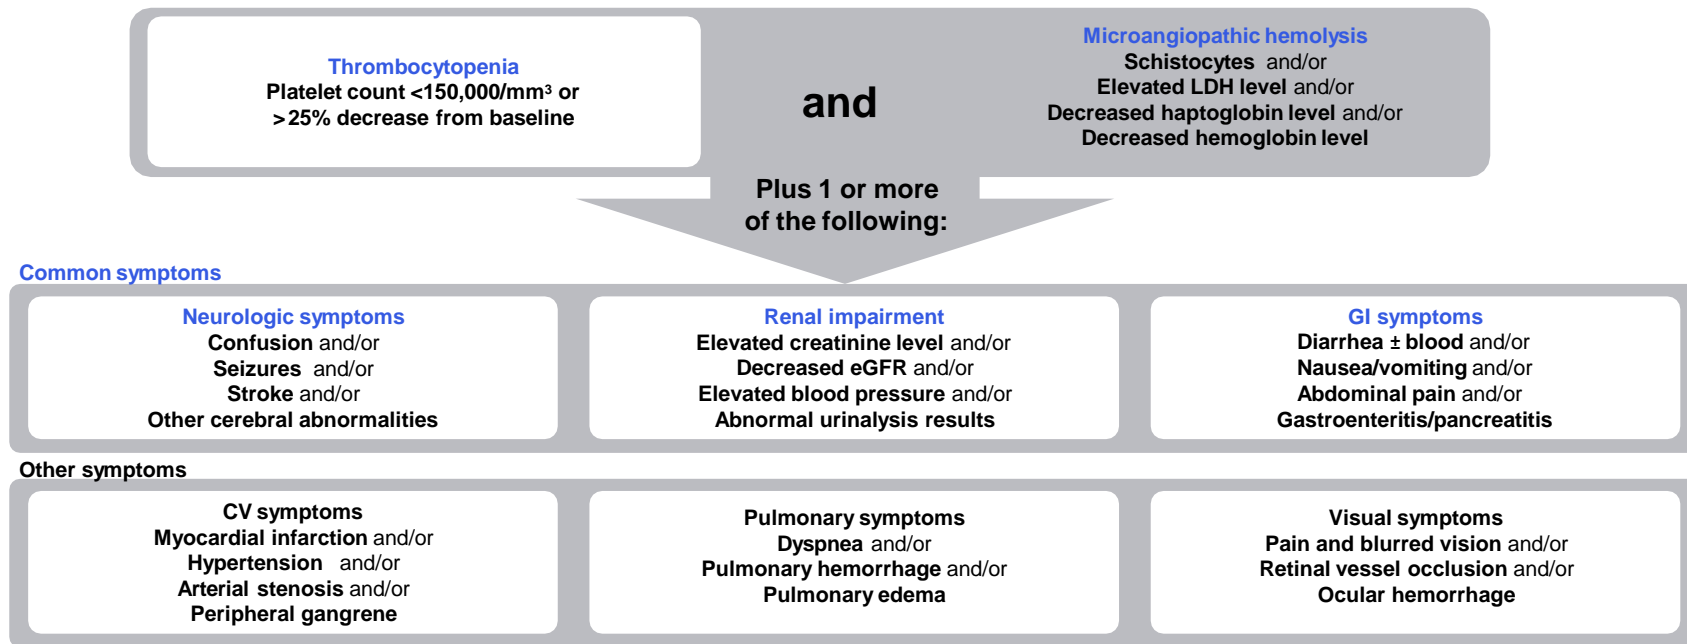 Thrombocytopenia
Platelet count <150,000/mm³ or
>25% decrease from baseline
and
Microangiopathic hemolysis
Schistocytes and/or
Elevated LDH level and/or
Decreased haptoglobin level and/or
Decreased hemoglobin level
Plus 1 or more
of the following:
Common symptoms
Neurologic symptoms
Confusion and/or
Seizures and/or
Stroke and/or
Other cerebral abnormalities
Renal impairment
Elevated creatinine level and/or
Decreased eGFR and/or
Elevated blood pressure and/or
Abnormal urinalysis results
GI symptoms
Diarrhea ± blood and/or
Nausea/vomiting and/or
Abdominal pain and/or
Gastroenteritis/pancreatitis
Other symptoms
CV symptoms
Myocardial infarction and/or
Hypertension and/or
Arterial stenosis and/or
Peripheral gangrene
Pulmonary symptoms
Dyspnea and/or
Pulmonary hemorrhage and/or
Pulmonary edema
Visual symptoms
Pain and blurred vision and/or
Retinal vessel occlusion and/or
Ocular hemorrhage